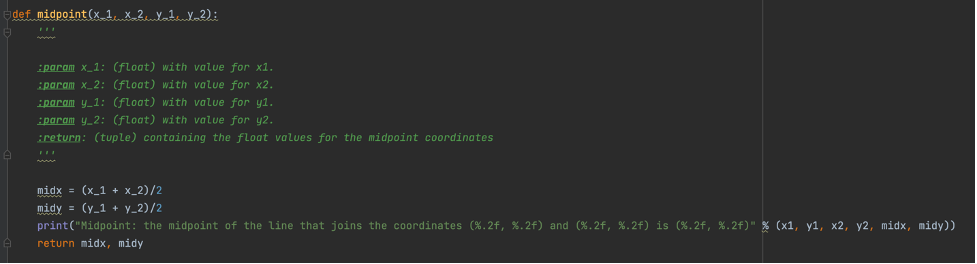 def midpoint(x_1, x_2, y_1, y_2):
'''
:param x_1: (float) with value for x1.
:param x_2: (float) with value for x2.
:param y_1: (float) with value for y1.
:param y_2: (float) with value for y2.
:return: (tuple) containing the float values for the midpoint coordinates
'''
midx = (x_1 + x_2)/2
midy = (y_1 + y_2)/2
print("Midpoint: the midpoint of the line that joins the coordinates (%.2f, %.2f) and (%.2f, %.2f) is (%.2f, %.2f)" % (x1, y1, x2, y2, midx, midy))
return midx, midy